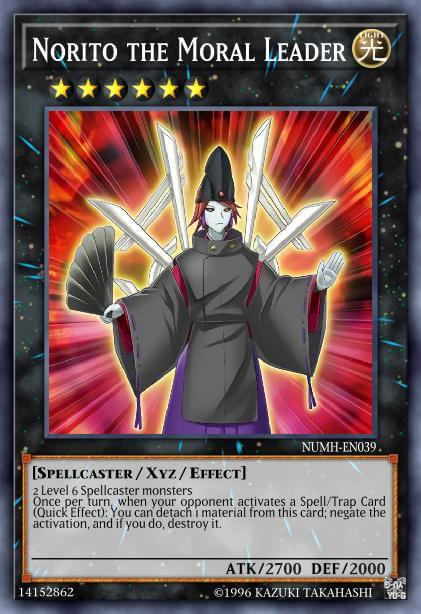 Norito the Moral Leader
LIGHT
光
NUMH-EN039
[Spellcaster / Xyz / Effect]
2 Level 6 Spellcaster monsters
Once per turn, when your opponent activates a Spell/Trap Card
(Quick Effect): You can detach 1 material from this card; negate the
activation, and if you do, destroy it.
ATK/2700 DEF/2000
14152862
©1996 KAZUKI TAKAHASHI